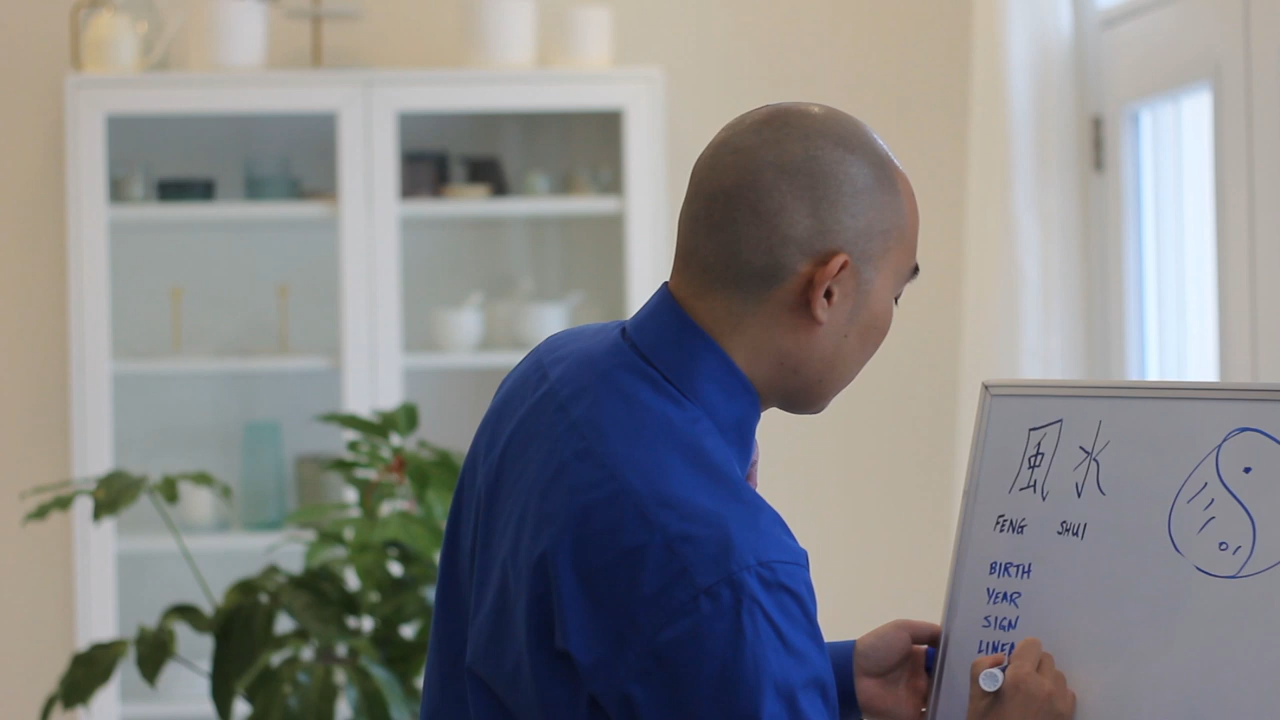 風水
FENG SHUI
BIRTH
YEAR
SIGN